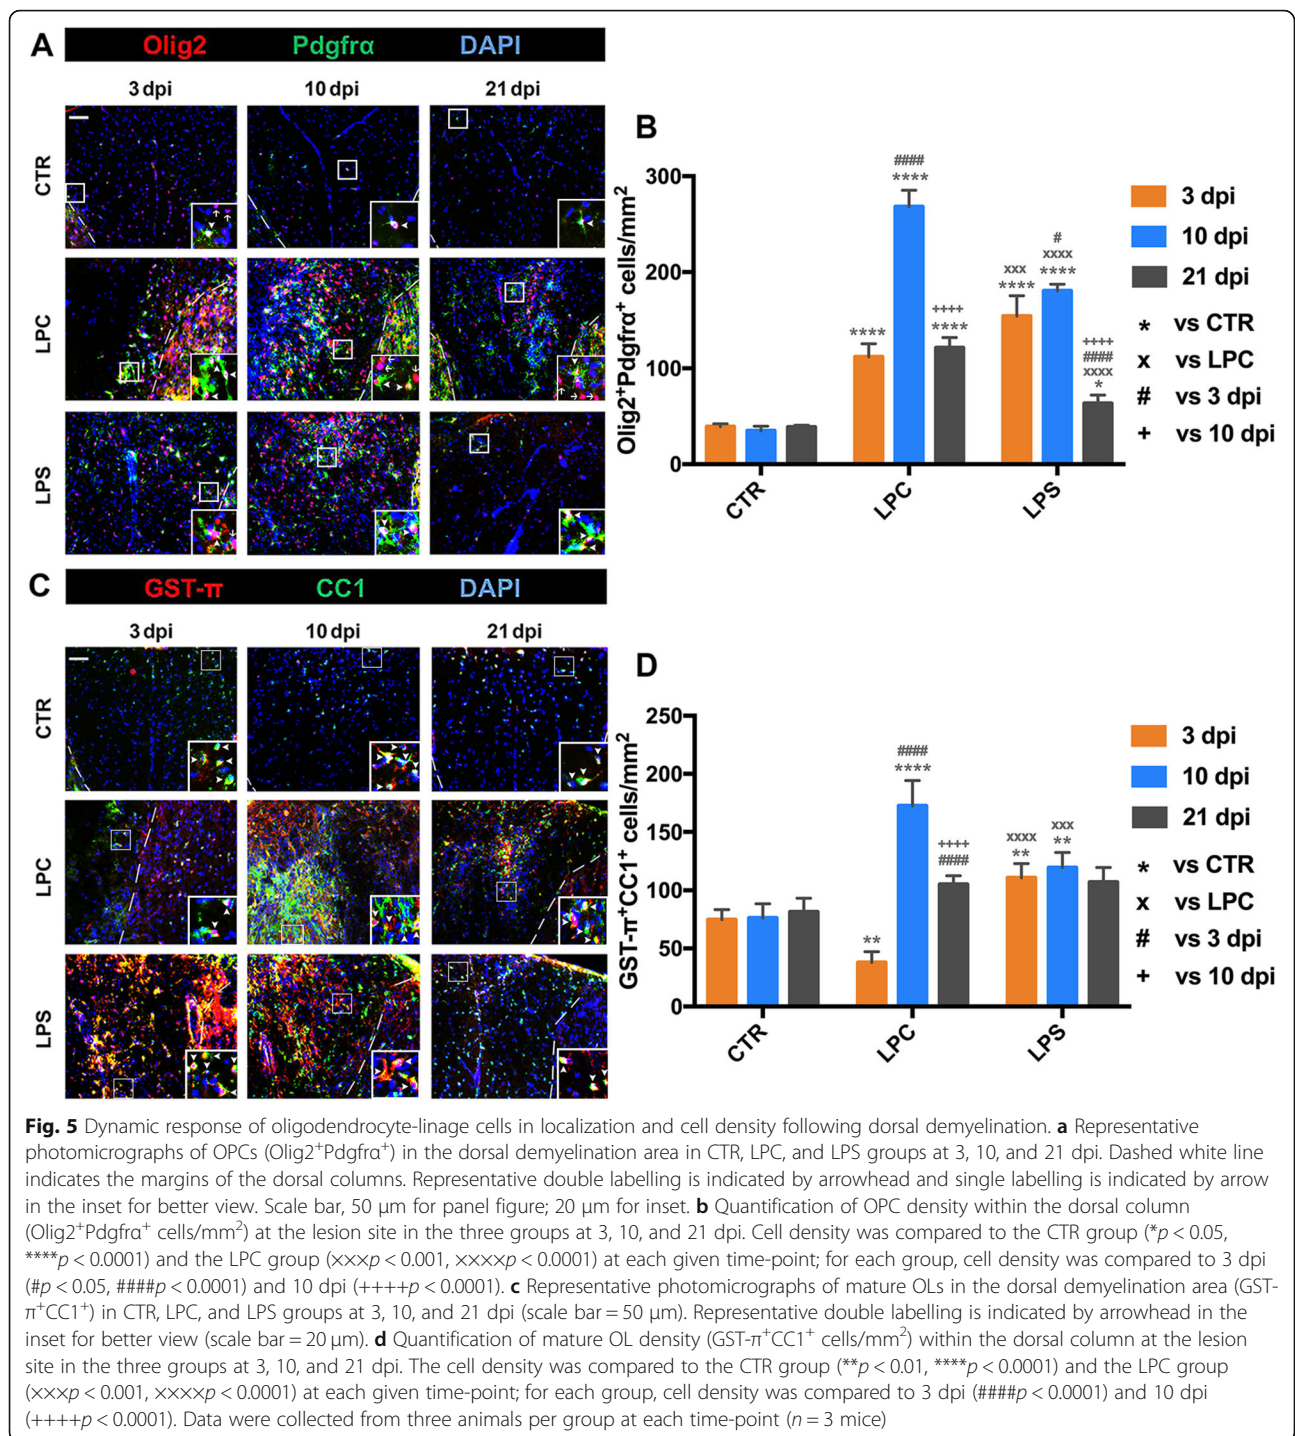 A
Olig2 Pdgfrα DAPI
3 dpi 10 dpi 21 dpi
CTR
LPC
LPS
B
Olig2⁺Pdgfrα⁺ cells/mm²
300
200
100
0
####
****
****
++++
****
xxx
****
#
xxxx
****
++++
####
xxxx
*
CTR LPC LPS
3 dpi
10 dpi
21 dpi
* vs CTR
x vs LPC
# vs 3 dpi
+ vs 10 dpi
C
GST-π CC1 DAPI
3 dpi 10 dpi 21 dpi
CTR
LPC
LPS
D
GST-π⁺CC1⁺ cells/mm²
250
200
150
100
50
0
**
####
****
++++
####
xxxx
**
xxx
**
CTR LPC LPS
3 dpi
10 dpi
21 dpi
* vs CTR
x vs LPC
# vs 3 dpi
+ vs 10 dpi
Fig. 5 Dynamic response of oligodendrocyte-linage cells in localization and cell density following dorsal demyelination. a Representative
photomicrographs of OPCs (Olig2⁺Pdgfrα⁺) in the dorsal demyelination area in CTR, LPC, and LPS groups at 3, 10, and 21 dpi. Dashed white line
indicates the margins of the dorsal columns. Representative double labelling is indicated by arrowhead and single labelling is indicated by arrow
in the inset for better view. Scale bar, 50 μm for panel figure; 20 μm for inset. b Quantification of OPC density within the dorsal column
(Olig2⁺Pdgfrα⁺ cells/mm²) at the lesion site in the three groups at 3, 10, and 21 dpi. Cell density was compared to the CTR group (*p < 0.05,
****p < 0.0001) and the LPC group (×××p < 0.001, ××××p < 0.0001) at each given time-point; for each group, cell density was compared to 3 dpi
(#p < 0.05, ####p < 0.0001) and 10 dpi (++++p < 0.0001). c Representative photomicrographs of mature OLs in the dorsal demyelination area (GST-
π⁺CC1⁺) in CTR, LPC, and LPS groups at 3, 10, and 21 dpi (scale bar = 50 μm). Representative double labelling is indicated by arrowhead in the
inset for better view (scale bar = 20 μm). d Quantification of mature OL density (GST-π⁺CC1⁺ cells/mm²) within the dorsal column at the lesion
site in the three groups at 3, 10, and 21 dpi. The cell density was compared to the CTR group (**p < 0.01, ****p < 0.0001) and the LPC group
(×××p < 0.001, ××××p < 0.0001) at each given time-point; for each group, cell density was compared to 3 dpi (####p < 0.0001) and 10 dpi
(++++p < 0.0001). Data were collected from three animals per group at each time-point (n = 3 mice)